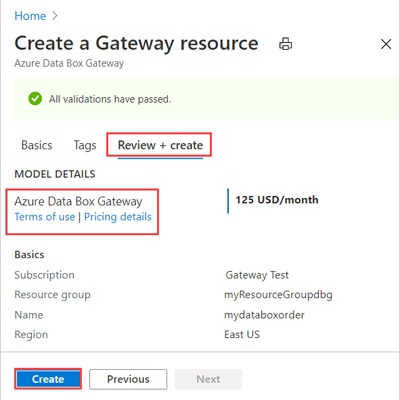 Home
Create a Gateway resource
Azure Data Box Gateway
All validations have passed.
Basics Tags Review + create
MODEL DETAILS
Azure Data Box Gateway 125 USD/month
Terms of use | Pricing details
Basics
Subscription Gateway Test
Resource group myResourceGroupdbg
Name mydataboxorder
Region East US
Create Previous Next